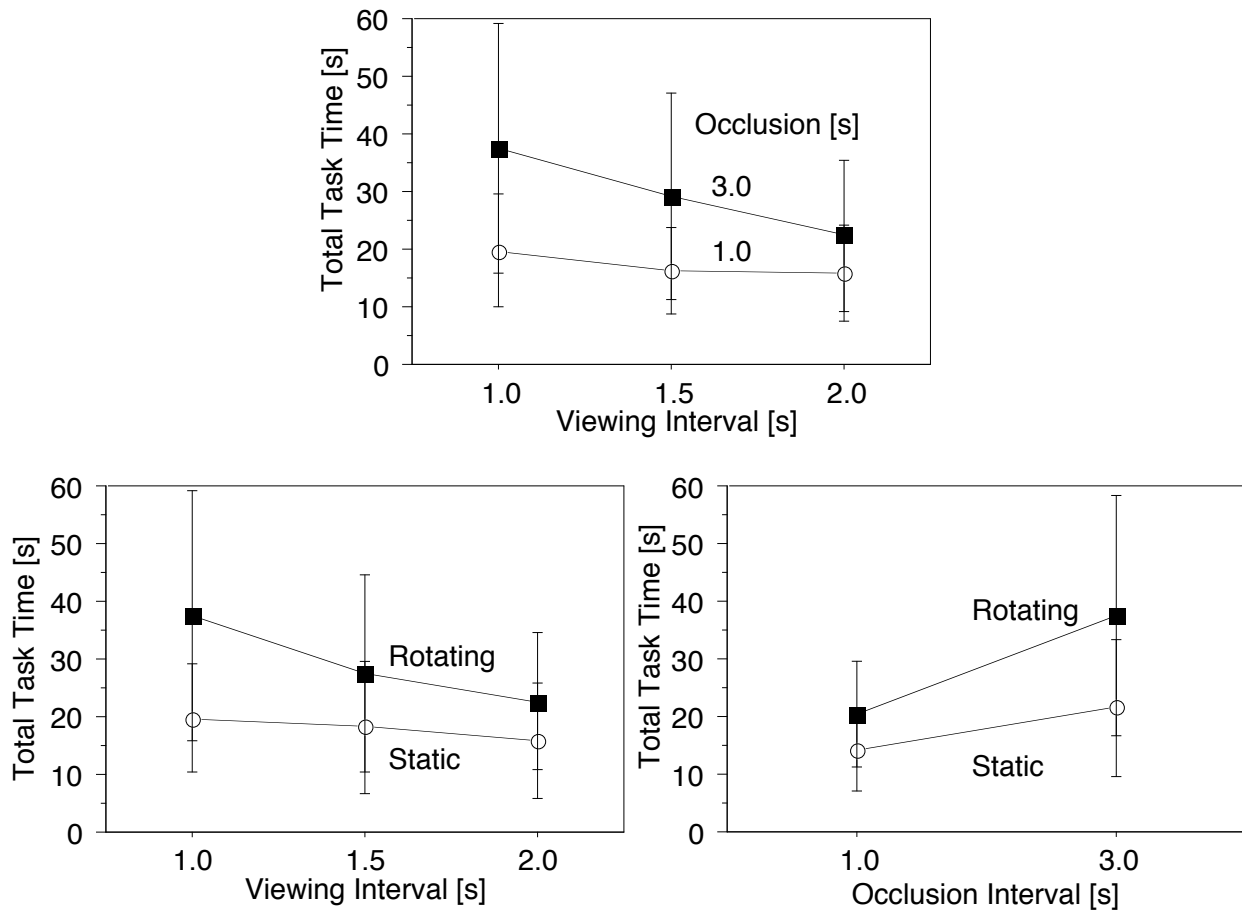 Total Task Time [s]
60
50
40
30
20
10
0
Occlusion [s]
3.0
1.0
1.0 1.5 2.0
Viewing Interval [s]
Total Task Time [s]
60
50
40
30
20
10
0
Rotating
Static
1.0 1.5 2.0
Viewing Interval [s]
Total Task Time [s]
60
50
40
30
20
10
0
Rotating
Static
1.0 3.0
Occlusion Interval [s]